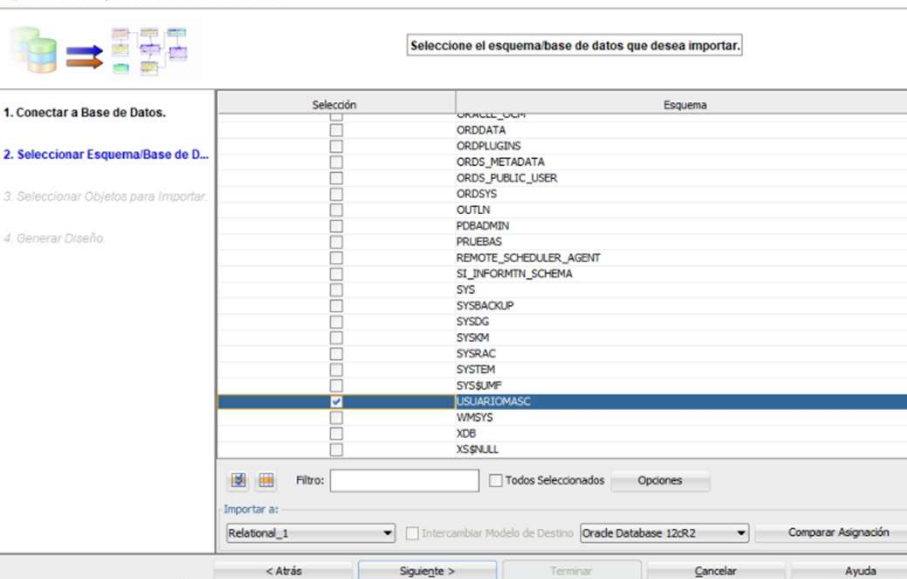 Seleccione el esquema/base de datos que desea importar.
1. Conectar a Base de Datos.
2. Seleccionar Esquema/Base de D...
3. Seleccionar Objetos para Importar.
4. Generar Diseño.
Selección Esquema
ORACLE_OCM
ORDDATA
ORDPLUGINS
ORDS_METADATA
ORDS_PUBLIC_USER
ORDSYS
OUTLN
PDBADMIN
PRUEBAS
REMOTE_SCHEDULER_AGENT
SI_INFORMTN_SCHEMA
SYS
SYSBACKUP
SYSDG
SYSKM
SYSRAC
SYSTEM
SYS$UMF
USUARIOMASC
WMSYS
XDB
XS$NULL
Filtro: Todos Seleccionados Opciones
Importar a:
Relational_1 Intercambiar Modelo de Destino Oracle Database 12cR2 Comparar Asignación
< Atrás Siguiente > Terminar Cancelar Ayuda